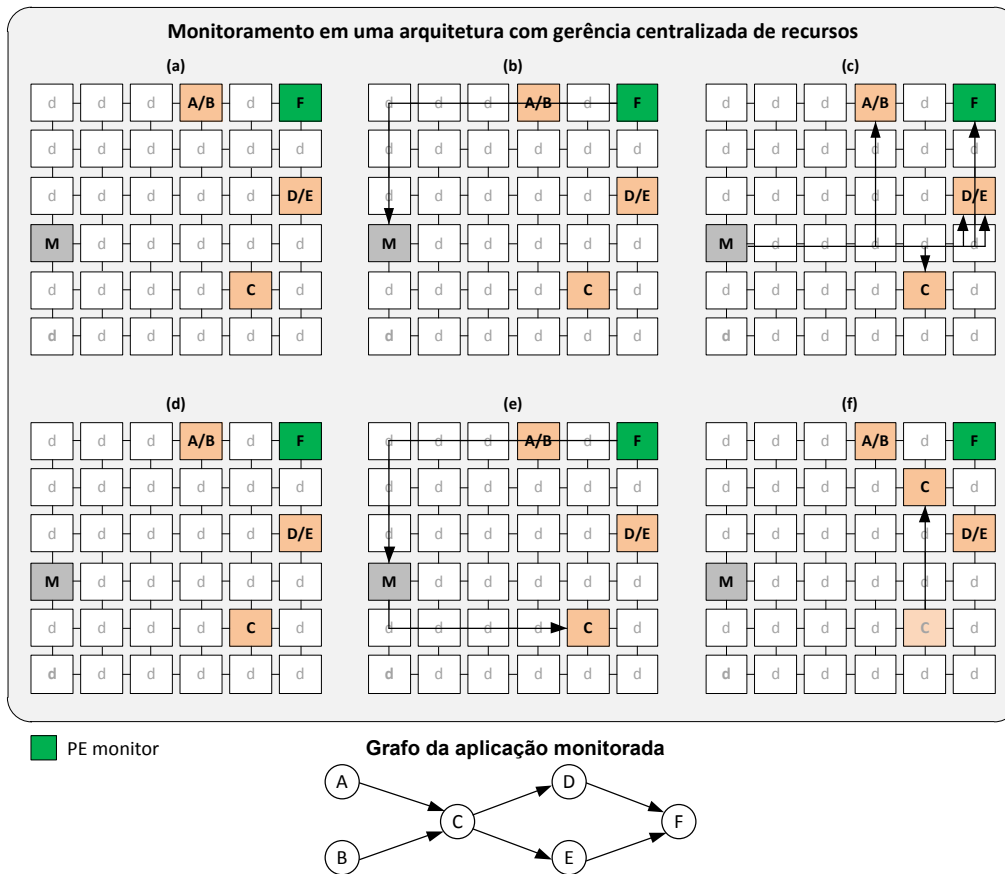 Monitoramento em uma arquitetura com gerência centralizada de recursos
(a) (b) (c)
d d d A/B d F d d d A/B d F d d d A/B d F
d d d d d d d d d d d d d d d d d d
d d d d d D/E d d d d d D/E d d d d d D/E
M d d d d d M d d d d d M d d d d d
d d d d C d d d d d C d d d d d C d
d d d d d d d d d d d d d d d d d d
(d) (e) (f)
d d d A/B d F d d d A/B d F d d d A/B d F
d d d d d d d d d d d d d d d d C d
d d d d d D/E d d d d d D/E d d d d d D/E
M d d d d d M d d d d d M d d d d d
d d d d C d d d d d C d d d d d C d
d d d d d d d d d d d d d d d d d d
PE monitor
Grafo da aplicação monitorada
A D
C F
B E